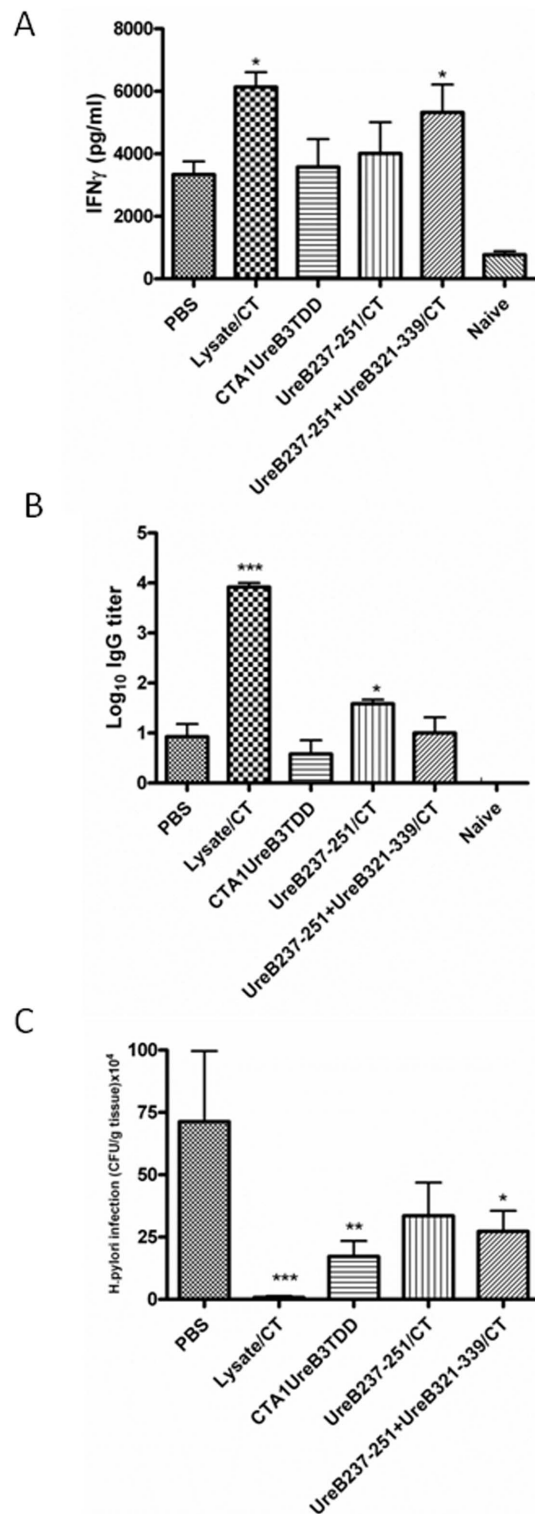 A
8000
6000
4000
2000
0
IFNγ (pg/ml)
*
*
PBS
Lysate/CT
CTA1UreB3TDD
UreB237-251/CT
UreB237-251+UreB321-339/CT
Naive
B
5
4
3
2
1
0
Log10 IgG titer
***
*
PBS
Lysate/CT
CTA1UreB3TDD
UreB237-251/CT
UreB237-251+UreB321-339/CT
Naive
C
100
75
50
25
0
H.pylori infection (CFU/g tissue)x10⁴
***
**
*
PBS
Lysate/CT
CTA1UreB3TDD
UreB237-251/CT
UreB237-251+UreB321-339/CT